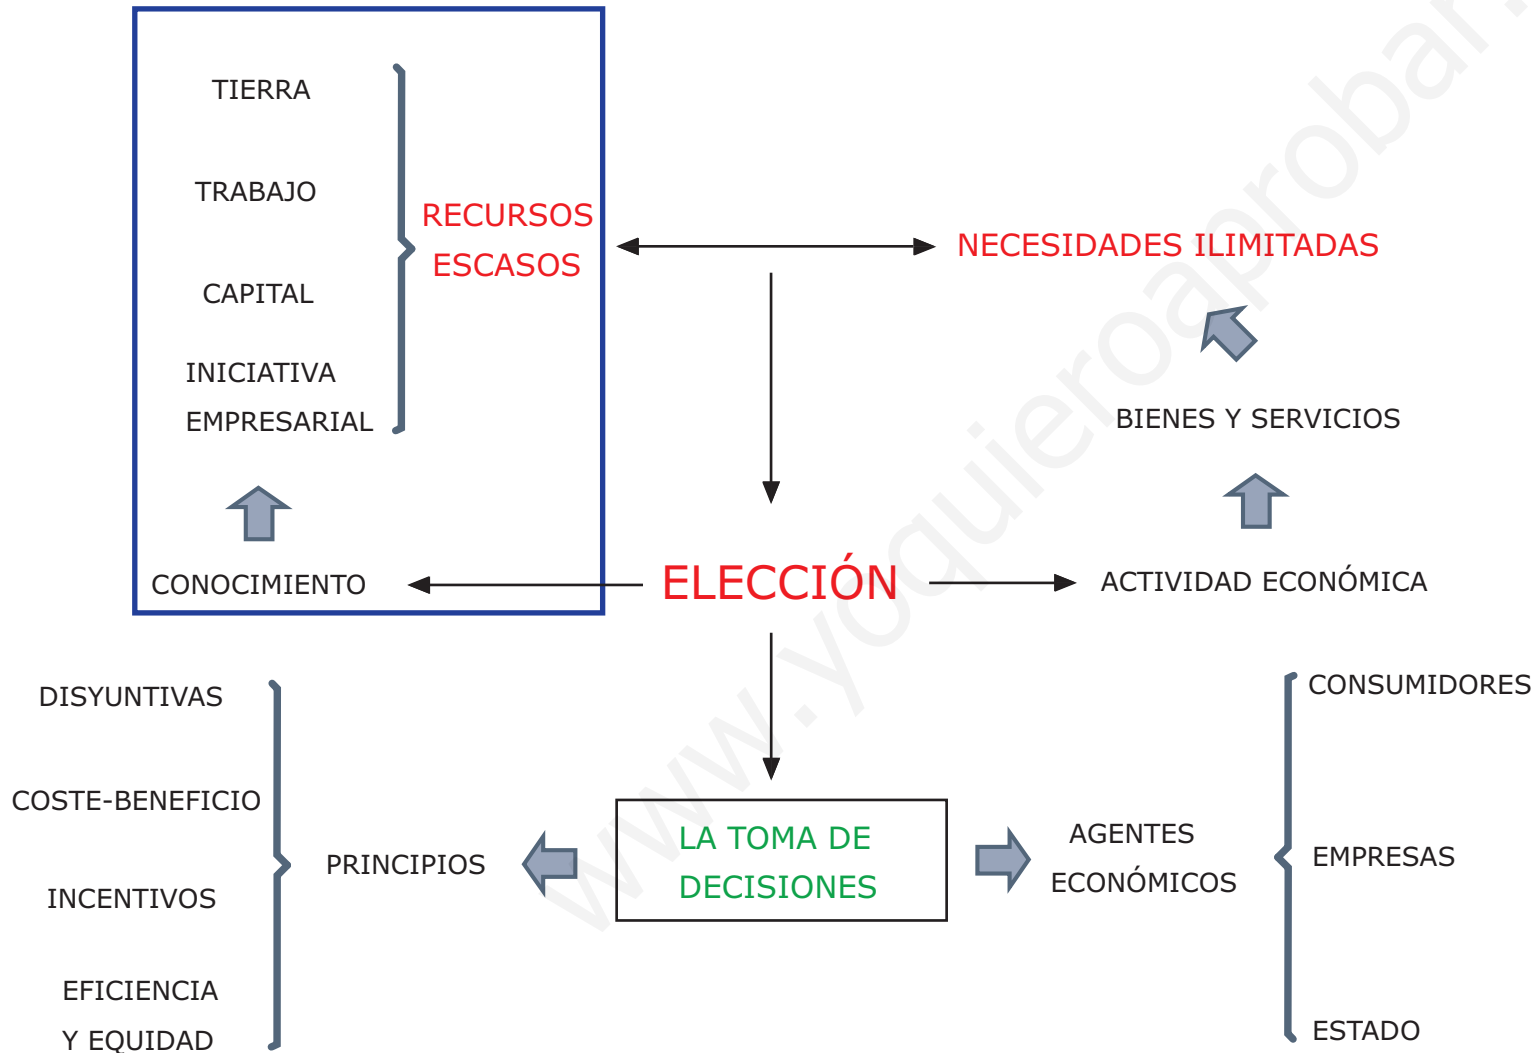 TIERRA
TRABAJO
CAPITAL
INICIATIVA
EMPRESARIAL
RECURSOS
ESCASOS
NECESIDADES ILIMITADAS
BIENES Y SERVICIOS
CONOCIMIENTO
ELECCIÓN
ACTIVIDAD ECONÓMICA
DISYUNTIVAS
COSTE-BENEFICIO
INCENTIVOS
EFICIENCIA
Y EQUIDAD
PRINCIPIOS
LA TOMA DE
DECISIONES
AGENTES
ECONÓMICOS
CONSUMIDORES
EMPRESAS
ESTADO
www.yoquieroaprobar.